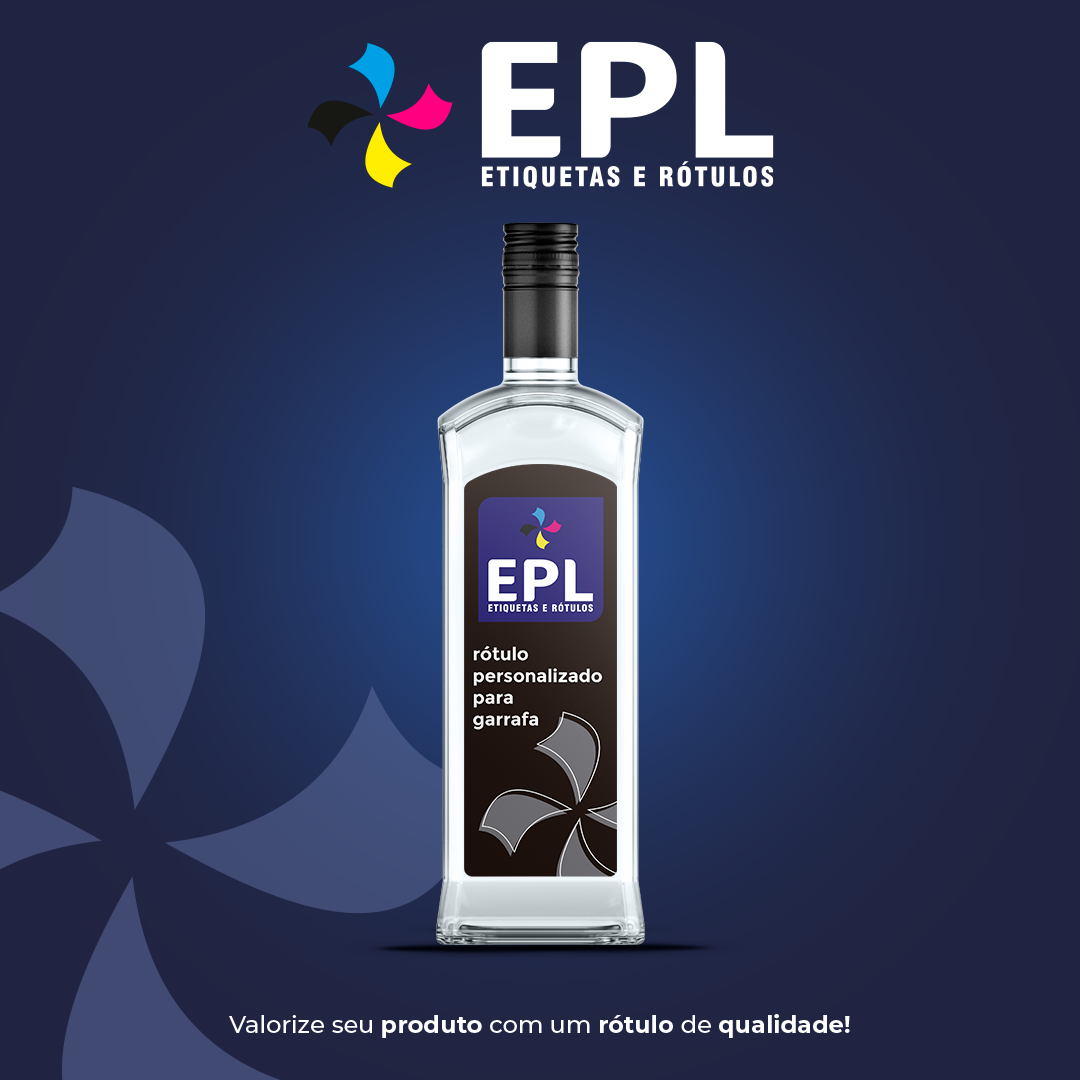 EPL
ETIQUETAS E RÓTULOS
EPL
ETIQUETAS E RÓTULOS
rótulo
personalizado
para
garrafa
Valorize seu produto com um rótulo de qualidade!